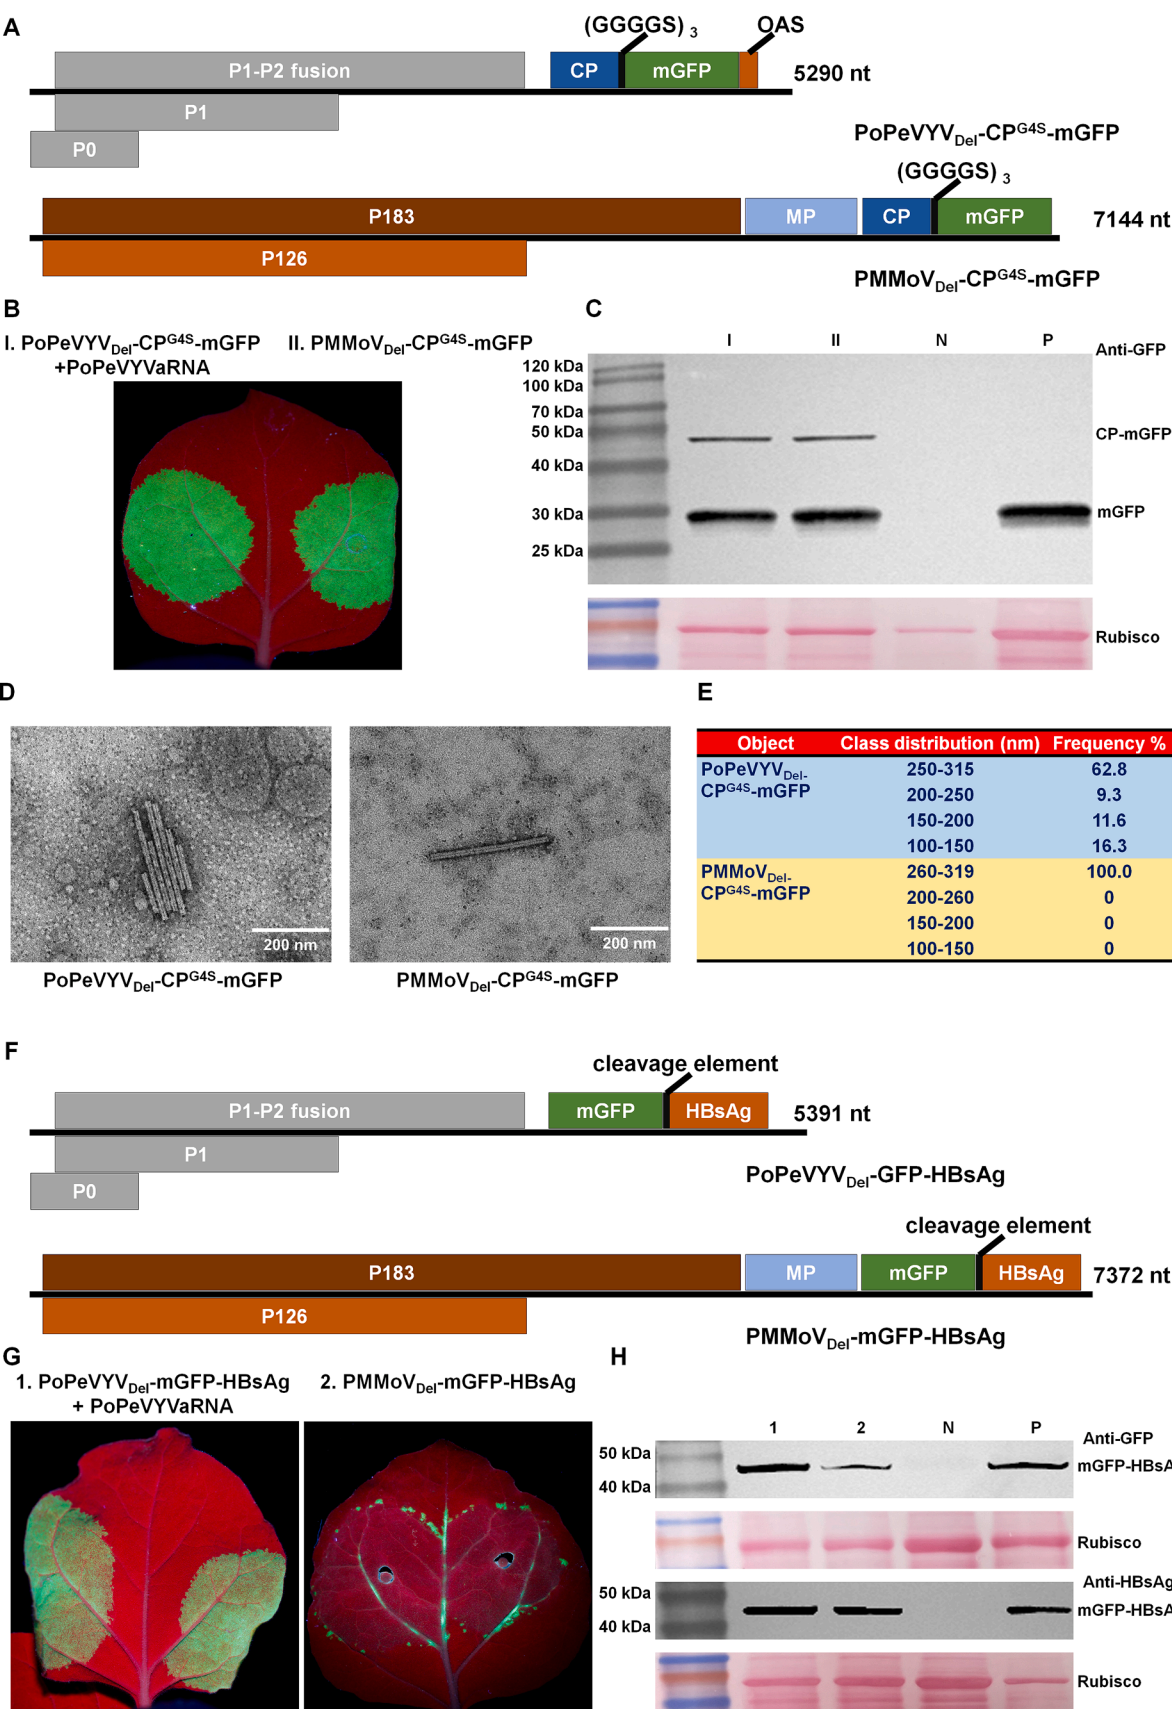 A
(GGGGS) 3
OAS
P1-P2 fusion
CP
mGFP
5290 nt
P1
P0
PoPeVYVDel-CPG4S-mGFP
(GGGGS) 3
P183
MP
CP
mGFP
7144 nt
P126
PMMoVDel-CPG4S-mGFP
B
I. PoPeVYVDel-CPG4S-mGFP
+PoPeVYVaRNA
II. PMMoVDel-CPG4S-mGFP
C
I
II
N
P
Anti-GFP
120 kDa
100 kDa
70 kDa
50 kDa
CP-mGFP
40 kDa
30 kDa
mGFP
25 kDa
Rubisco
D
200 nm
200 nm
PoPeVYVDel-CPG4S-mGFP
PMMoVDel-CPG4S-mGFP
E
Object Class distribution (nm) Frequency %
PoPeVYVDel- 250-315 62.8
CPG4S-mGFP 200-250 9.3
150-200 11.6
100-150 16.3
PMMoVDel- 260-319 100.0
CPG4S-mGFP 200-260 0
150-200 0
100-150 0
F
cleavage element
P1-P2 fusion
mGFP
HBsAg
5391 nt
P1
P0
PoPeVYVDel-GFP-HBsAg
cleavage element
P183
MP
mGFP
HBsAg
7372 nt
P126
PMMoVDel-mGFP-HBsAg
G
1. PoPeVYVDel-mGFP-HBsAg
+ PoPeVYVaRNA
2. PMMoVDel-mGFP-HBsAg
H
1
2
N
P
Anti-GFP
50 kDa
mGFP-HBsA
40 kDa
Rubisco
Anti-HBsAg
50 kDa
mGFP-HBsA
40 kDa
Rubisco